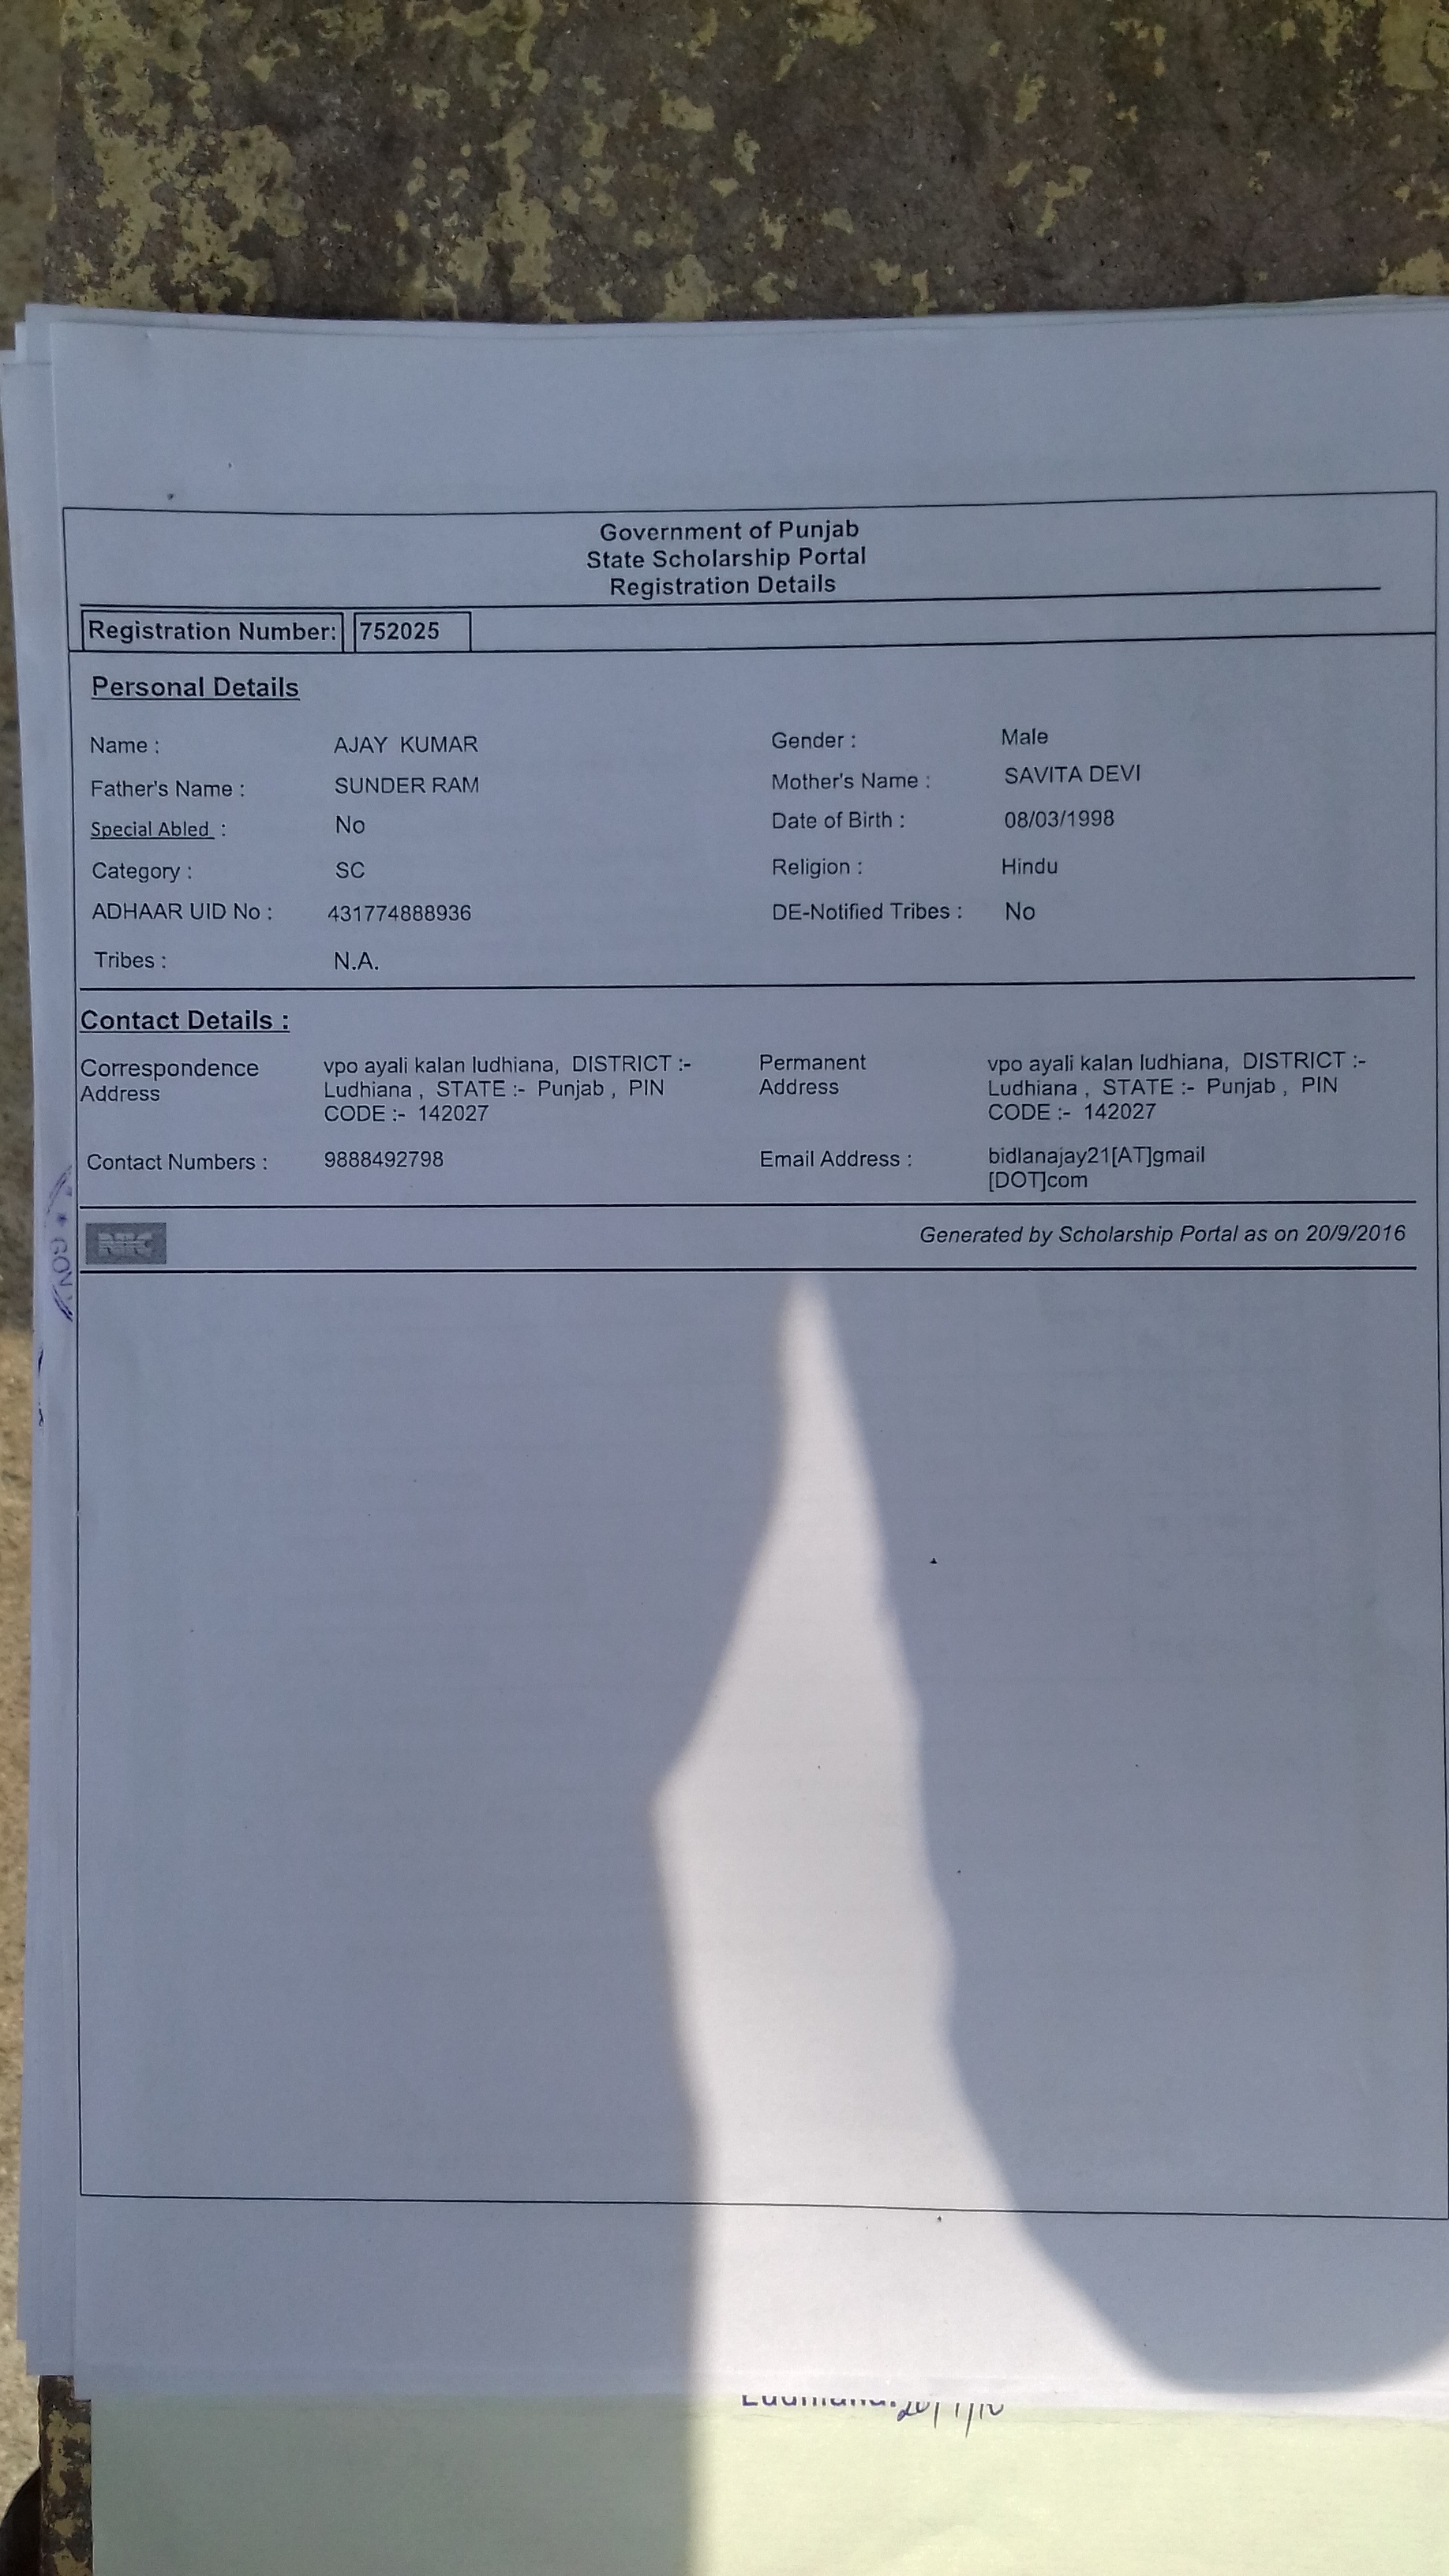 Government of Punjab
State Scholarship Portal
Registration Details
Registration Number: 752025
Personal Details
Name : AJAY KUMAR Gender : Male
Father's Name : SUNDER RAM Mother's Name : SAVITA DEVI
Special Abled : No Date of Birth : 08/03/1998
Category : SC Religion : Hindu
ADHAAR UID No : 431774888936 DE-Notified Tribes : No
Tribes : N.A.
Contact Details :
Correspondence Address vpo ayali kalan ludhiana, DISTRICT :- Permanent Address vpo ayali kalan ludhiana, DISTRICT :-
Ludhiana , STATE :- Punjab , PIN Ludhiana , STATE :- Punjab , PIN
CODE :- 142027 CODE :- 142027
Contact Numbers : 9888492798 Email Address : bidlanajay21[AT]gmail
[DOT]com
Generated by Scholarship Portal as on 20/9/2016